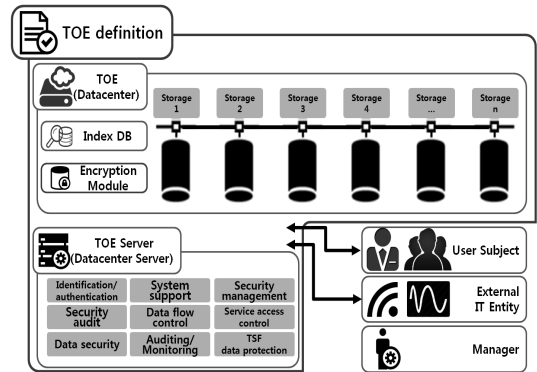 TOE definition
TOE
(Datacenter)
Storage
1
Storage
2
Storage
3
Storage
4
Storage
...
Storage
n
Index DB
Encryption
Module
TOE Server
(Datacenter Server)
Identification/
authentication
System
support
Security
management
Security
audit
Data flow
control
Service access
control
Data security
Auditing/
Monitoring
TSF
data protection
User Subject
External
IT Entity
Manager